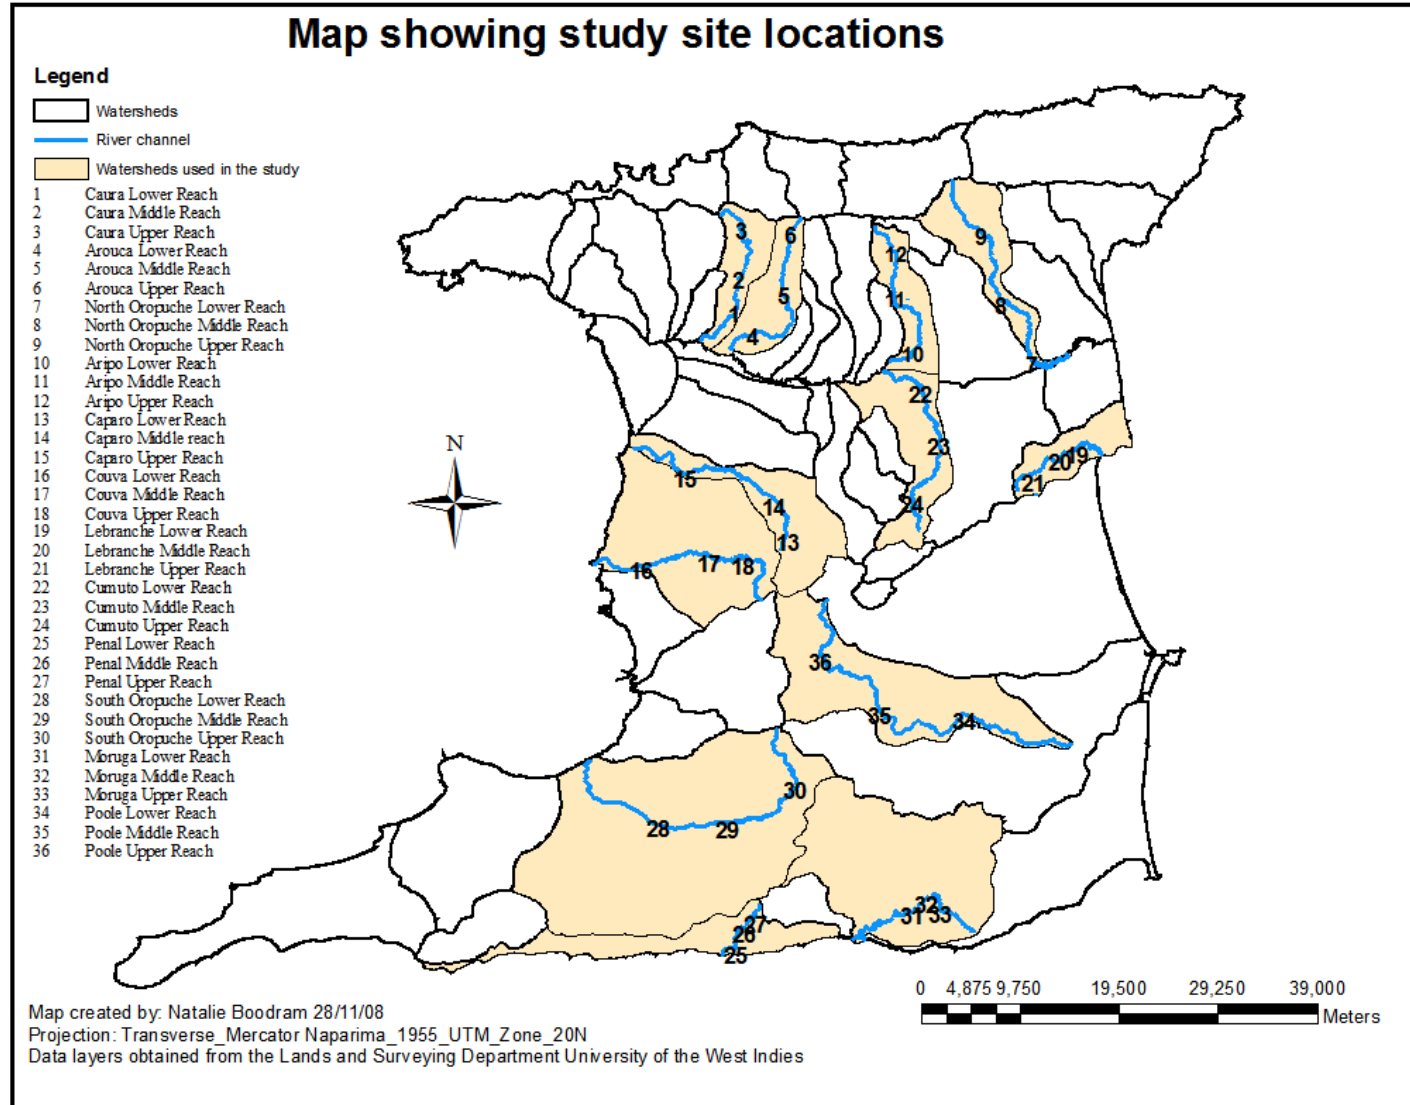 Map showing study site locations
Legend
Watersheds
River channel
Watersheds used in the study
1 Caura Lower Reach
2 Caura Middle Reach
3 Caura Upper Reach
4 Arouca Lower Reach
5 Arouca Middle Reach
6 Arouca Upper Reach
7 North Oropuche Lower Reach
8 North Oropuche Middle Reach
9 North Oropuche Upper Reach
10 Aripo Lower Reach
11 Aripo Middle Reach
12 Aripo Upper Reach
13 Caparo Lower Reach
14 Caparo Middle reach
15 Caparo Upper Reach
16 Couva Lower Reach
17 Couva Middle Reach
18 Couva Upper Reach
19 Lebranche Lower Reach
20 Lebranche Middle Reach
21 Lebranche Upper Reach
22 Cumuto Lower Reach
23 Cumuto Middle Reach
24 Cumuto Upper Reach
25 Penal Lower Reach
26 Penal Middle Reach
27 Penal Upper Reach
28 South Oropuche Lower Reach
29 South Oropuche Middle Reach
30 South Oropuche Upper Reach
31 Moruga Lower Reach
32 Moruga Middle Reach
33 Moruga Upper Reach
34 Poole Lower Reach
35 Poole Middle Reach
36 Poole Upper Reach
N
3
6
9
12
2
5
11
8
1
4
10
7
22
23
19
20
21
15
14
24
13
17
18
16
36
35
34
30
28
29
32
31
33
27
26
25
0 4,875 9,750 19,500 29,250 39,000
Meters
Map created by: Natalie Boodram 28/11/08
Projection: Transverse_Mercator Naparima_1955_UTM_Zone_20N
Data layers obtained from the Lands and Surveying Department University of the West Indies